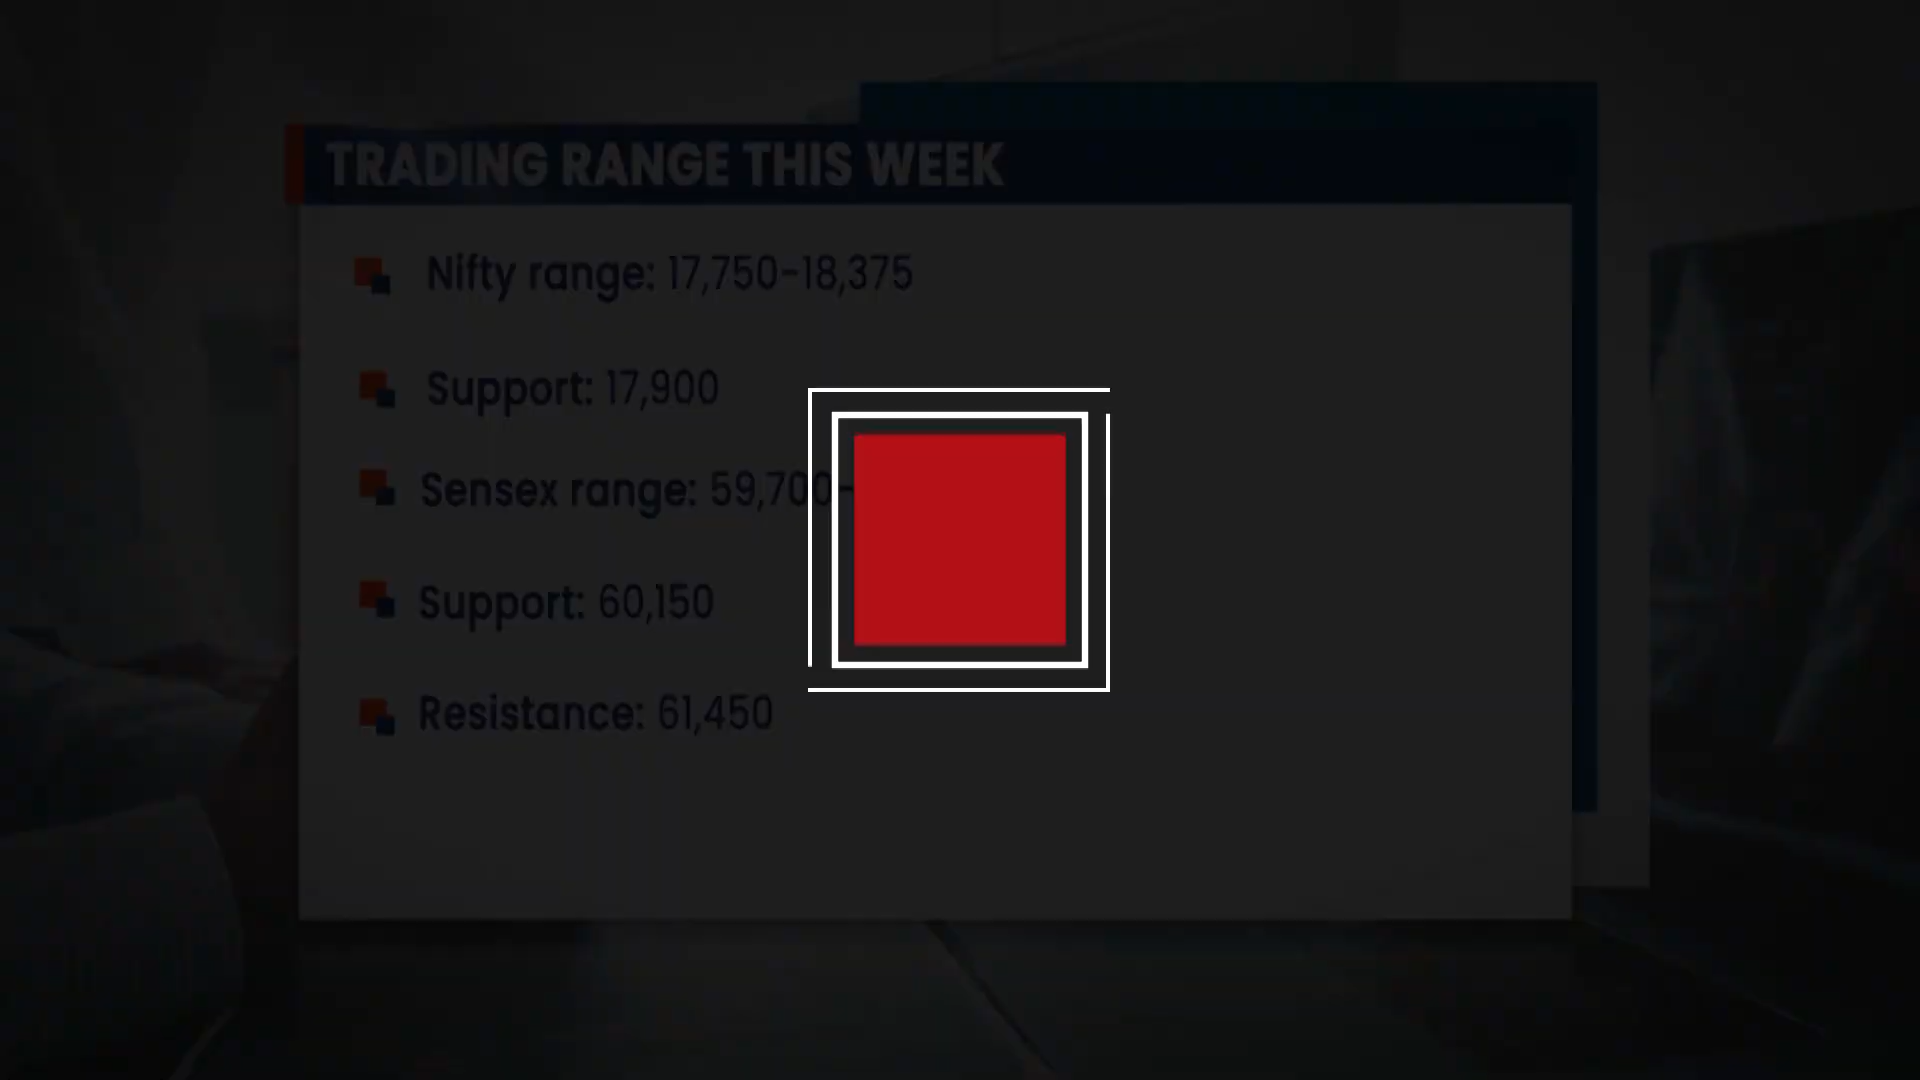 TRADING RANGE THIS WEEK
Nifty range: 17,750-18,375
Support: 17,900
Sensex range: 59,700-
Support: 60,150
Resistance: 61,450